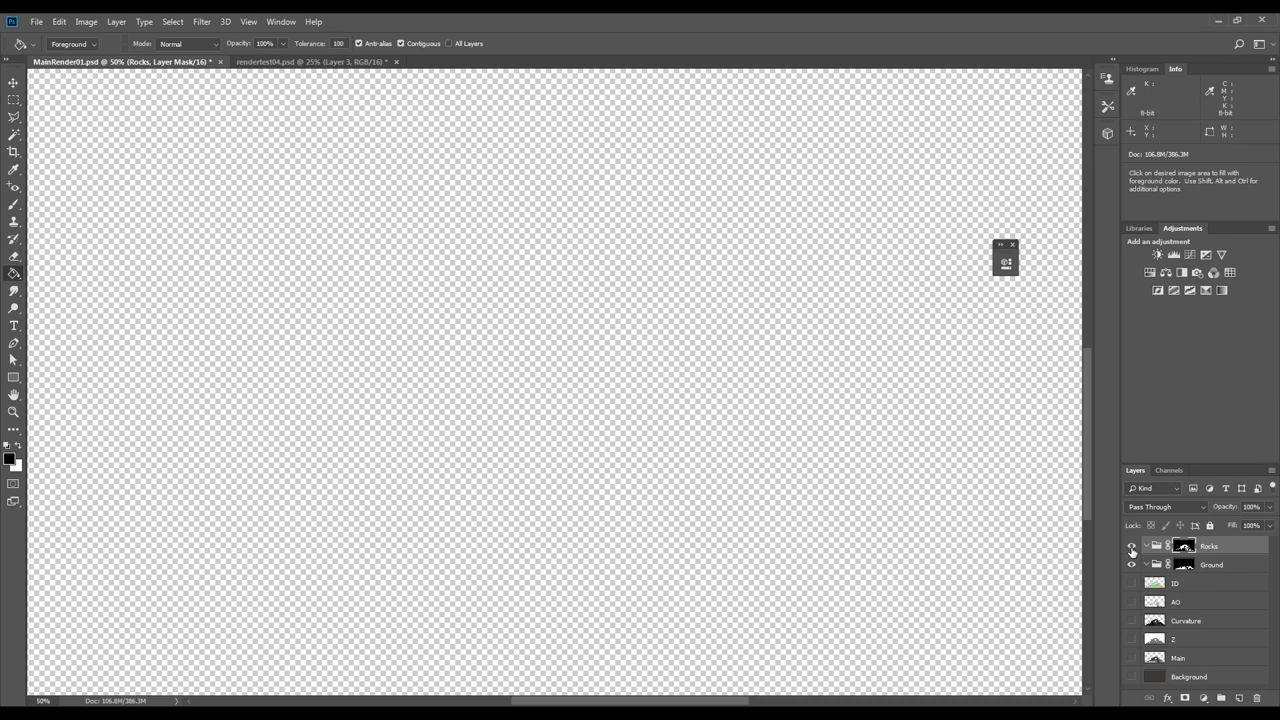 Ps File Edit Image Layer Type Select Filter 3D View Window Help
Foreground Mode: Normal Opacity: 100% Tolerance: 100 Anti-alias Contiguous All Layers
MainRender01.psd @ 50% (Rocks, Layer Mask/16) * × rendertest04.psd @ 25% (Layer 3, RGB/16) * ×
Histogram Info
K : C :
M :
Y :
K :
8-bit 8-bit
X : W :
Y : H :
Doc: 106.8M/386.3M
Click on desired image area to fill with
foreground color. Use Shift, Alt and Ctrl for
additional options
Libraries Adjustments
Add an adjustment
Layers Channels
Kind
Pass Through Opacity: 100%
Lock: Fill: 100%
Rocks
Ground
ID
AO
Curvature
Z
Main
Background
50% Doc: 106.8M/386.3M